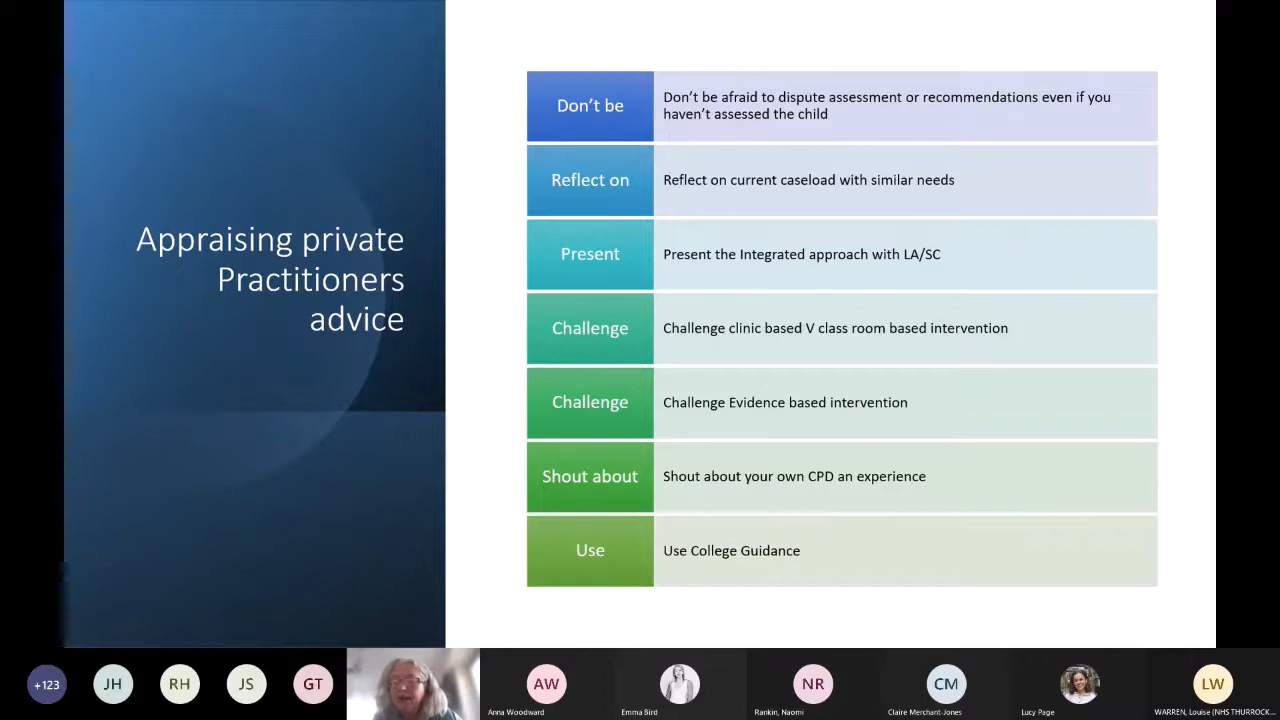 Appraising private
Practitioners
advice
Don't be
Don't be afraid to dispute assessment or recommendations even if you
haven't assessed the child
Reflect on
Reflect on current caseload with similar needs
Present
Present the Integrated approach with LA/SC
Challenge
Challenge clinic based V class room based intervention
Challenge
Challenge Evidence based intervention
Shout about
Shout about your own CPD an experience
Use
Use College Guidance
+123
JH
RH
JS
GT
AW
Anna Woodward
Emma Bird
NR
Rankin, Naomi
CM
Claire Merchant-Jones
Lucy Page
LW
WARREN, Louise (NHS THURROCK...